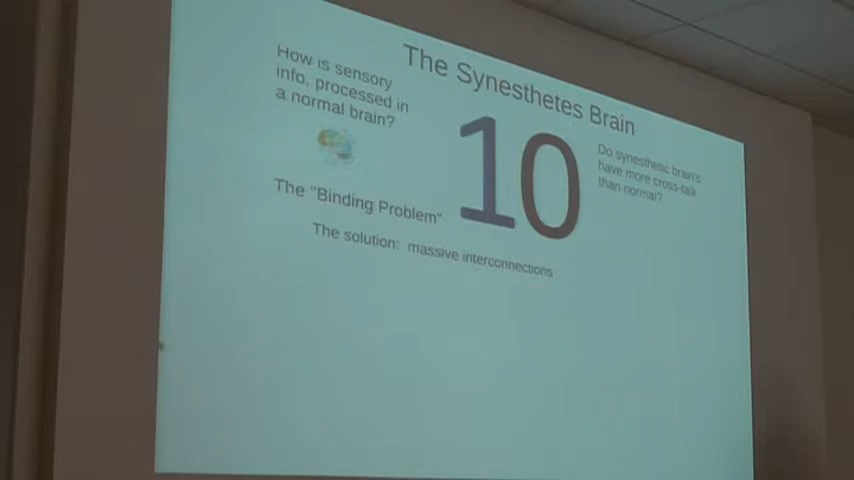 The Synesthetes Brain
How is sensory
info. processed in
a normal brain?
10
Do synesthetic brain's
have more cross-talk
than normal?
The "Binding Problem"
The solution: massive interconnections